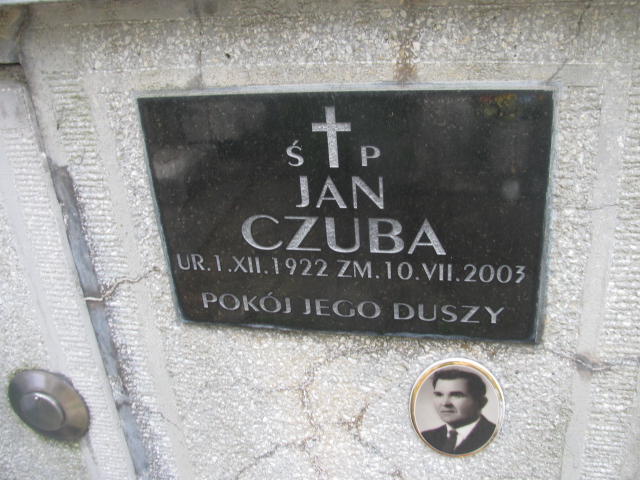 Ś P
JAN
CZUBA
UR.1.XII.1922 ZM.10.VII.2003
POKÓJ JEGO DUSZY